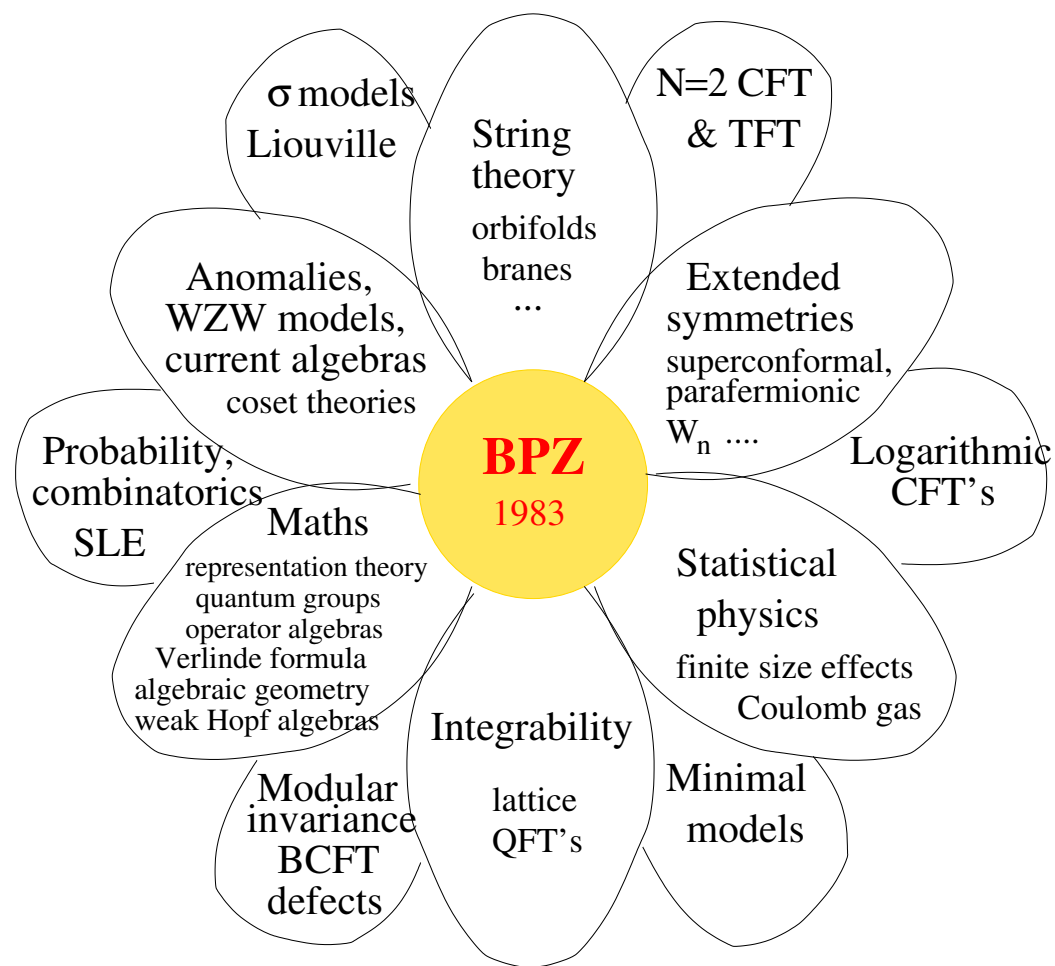 σ models
Liouville
String
theory
orbifolds
branes
...
N=2 CFT
& TFT
Anomalies,
WZW models,
current algebras
coset theories
Extended
symmetries
superconformal,
parafermionic
Wₙ ....
Probability,
combinatorics
SLE
BPZ
1983
Logarithmic
CFT's
Maths
representation theory
quantum groups
operator algebras
Verlinde formula
algebraic geometry
weak Hopf algebras
Statistical
physics
finite size effects
Coulomb gas
Integrability
lattice
QFT's
Modular
invariance
BCFT
defects
Minimal
models